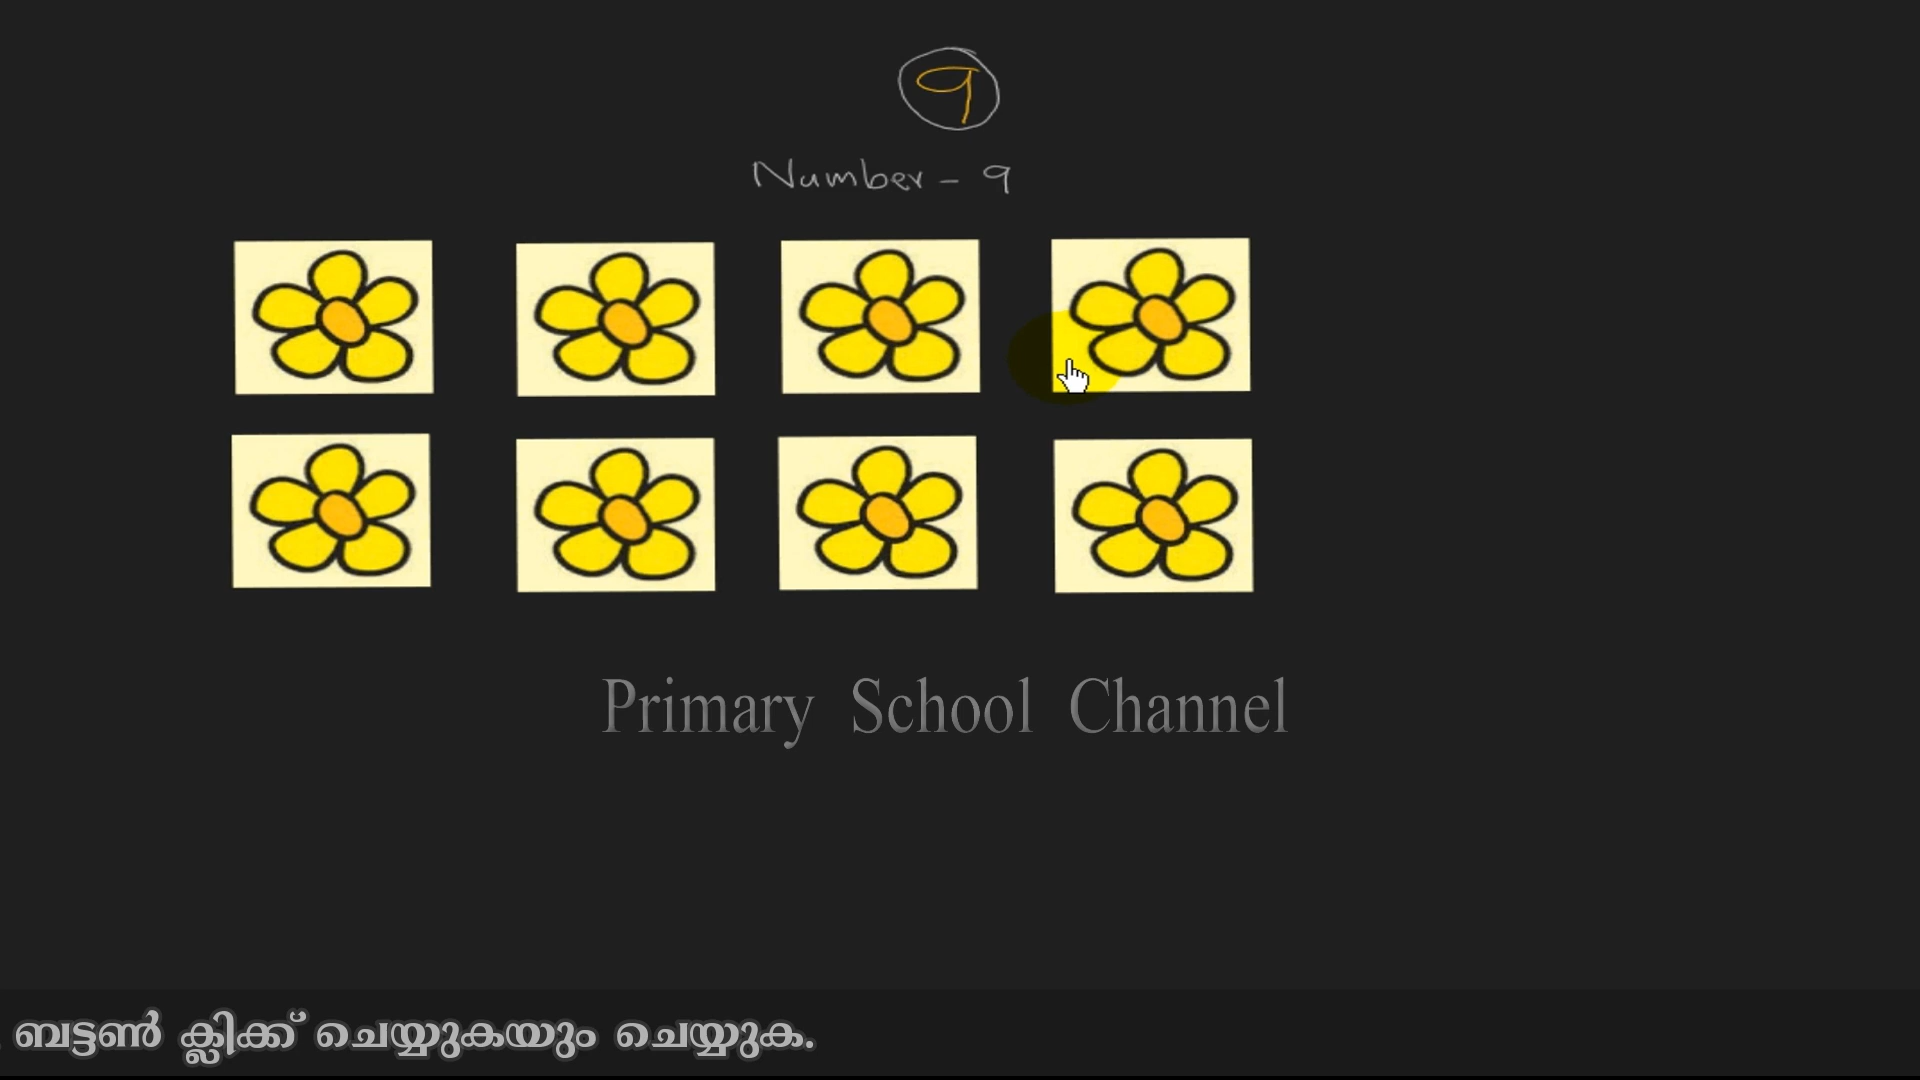 9
Number - 9
Primary School Channel
ബട്ടൺ ക്ലിക്ക് ചെയ്യുകയും ചെയ്യുക.